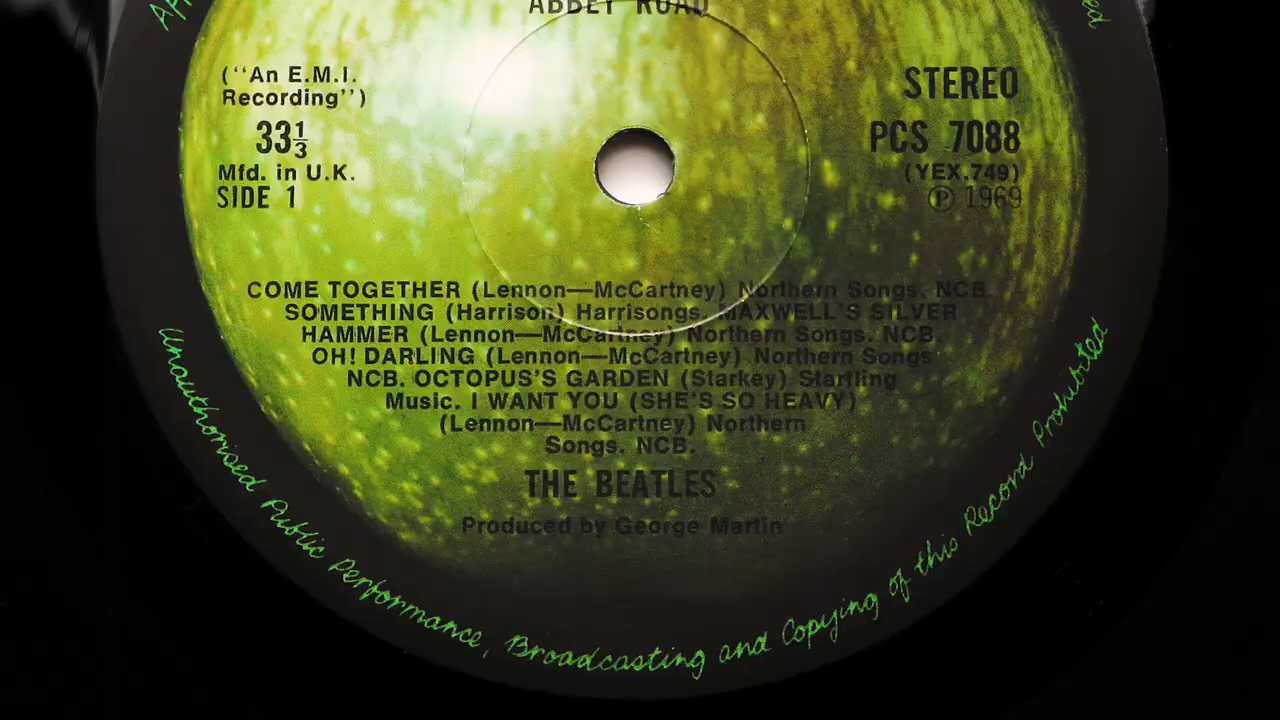 ABBEY ROAD
("An E.M.I.
Recording")
33⅓
Mfd. in U.K.
SIDE 1
STEREO
PCS 7088
(YEX.749)
Ⓟ 1969
COME TOGETHER (Lennon—McCartney) Northern Songs. NCB.
SOMETHING (Harrison) Harrisongs. MAXWELL'S SILVER
HAMMER (Lennon—McCartney) Northern Songs. NCB.
OH! DARLING (Lennon—McCartney) Northern Songs
NCB. OCTOPUS'S GARDEN (Starkey) Startling
Music. I WANT YOU (SHE'S SO HEAVY)
(Lennon—McCartney) Northern
Songs. NCB.
THE BEATLES
Produced by George Martin
Unauthorised Public Performance, Broadcasting and Copying of this Record Prohibited